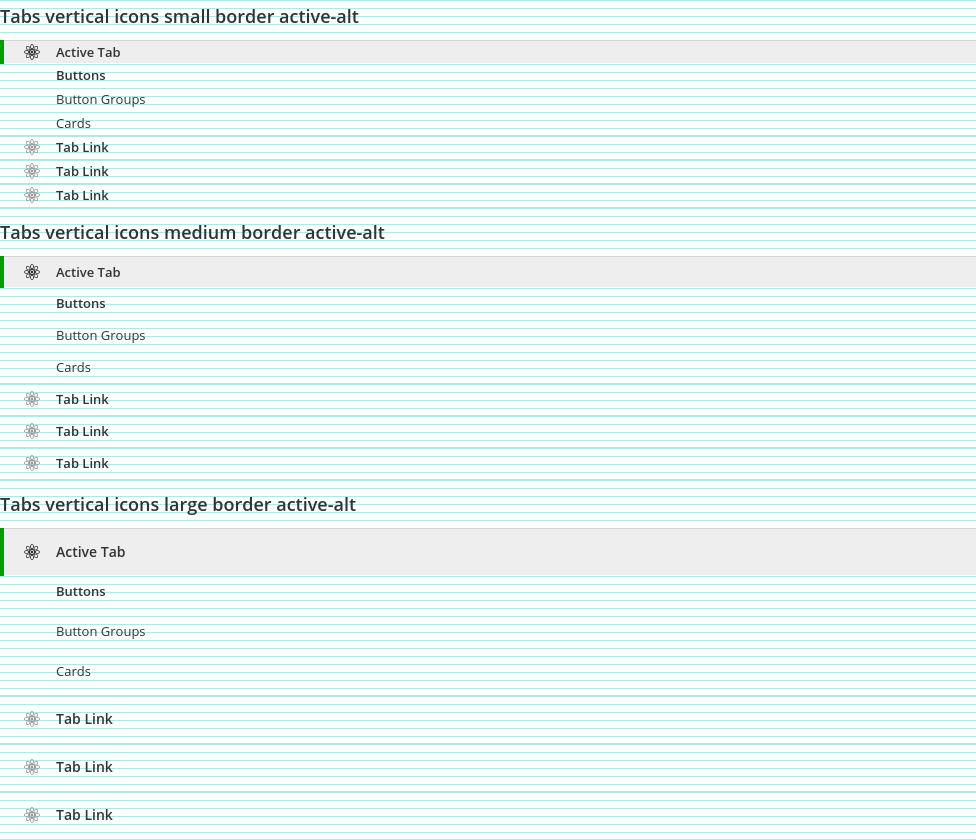 Tabs vertical icons small border active-alt
Active Tab
Buttons
Button Groups
Cards
Tab Link
Tab Link
Tab Link
Tabs vertical icons medium border active-alt
Active Tab
Buttons
Button Groups
Cards
Tab Link
Tab Link
Tab Link
Tabs vertical icons large border active-alt
Active Tab
Buttons
Button Groups
Cards
Tab Link
Tab Link
Tab Link